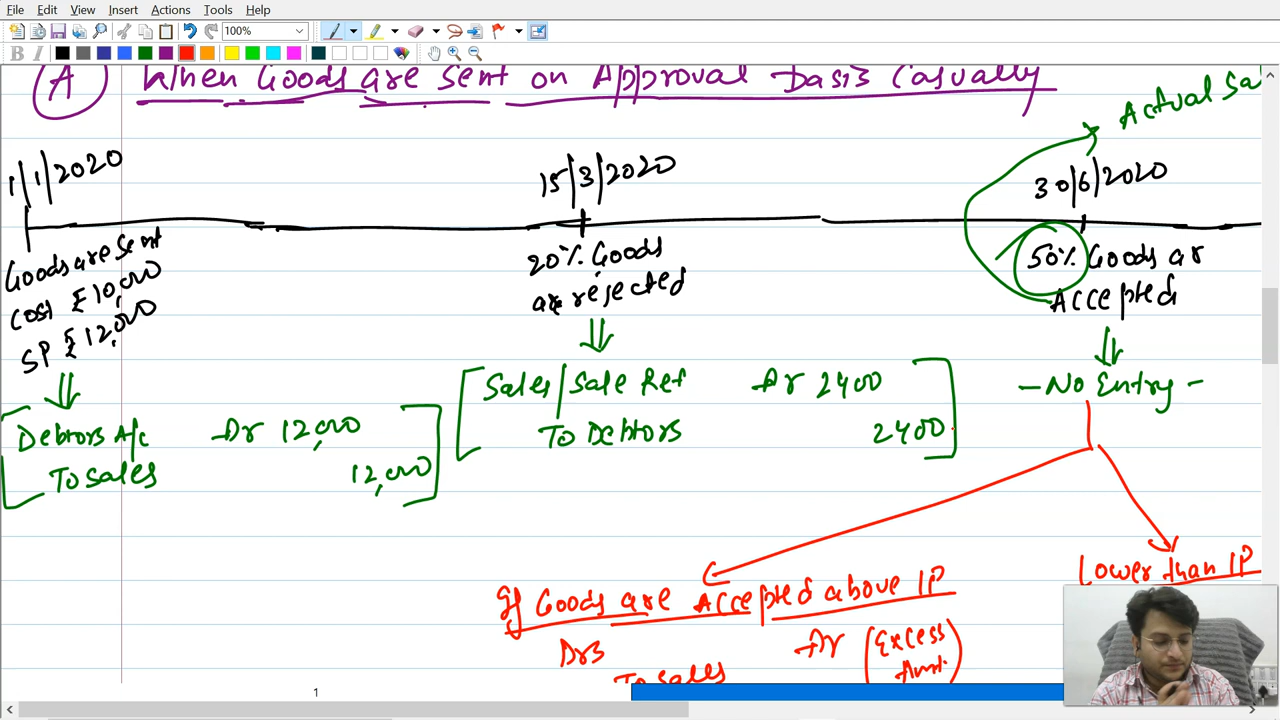 File Edit View Insert Actions Tools Help
100%
A When Goods are sent on Approval Basis Casually
Actual Sa
1/1/2020
15/3/2020
30/6/2020
Goods are sent
cost ₹10,000
SP ₹12,000
20% Goods
are rejected
50% Goods ar
Accepted
Debtors A/c Dr 12,000
To Sales 12,000
Sales/Sale Ret Dr 2400
To Debtors 2400
- No Entry -
If Goods are Accepted above IP
Drs Dr (Excess
Amt.
To Sales
Lower than IP
1